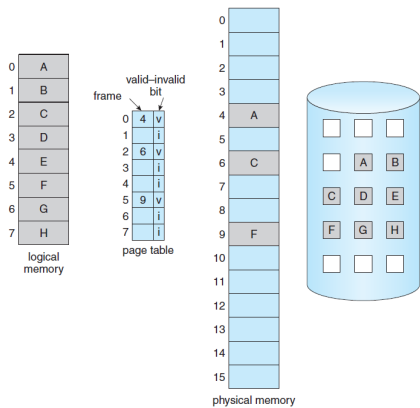 0 A
1 B
2 C
3 D
4 E
5 F
6 G
7 H
logical
memory
valid–invalid
bit
frame
0 4 v
1 i
2 6 v
3 i
4 i
5 9 v
6 i
7 i
page table
0
1
2
3
4 A
5
6 C
7
8
9 F
10
11
12
13
14
15
physical memory
A B
C D E
F G H